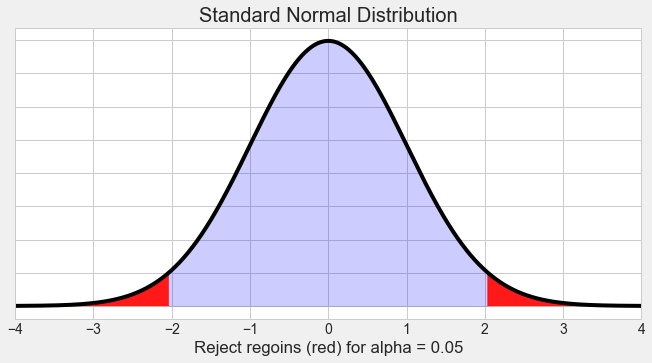 Standard Normal Distribution
−4 −3 −2 −1 0 1 2 3 4
Reject regoins (red) for alpha = 0.05